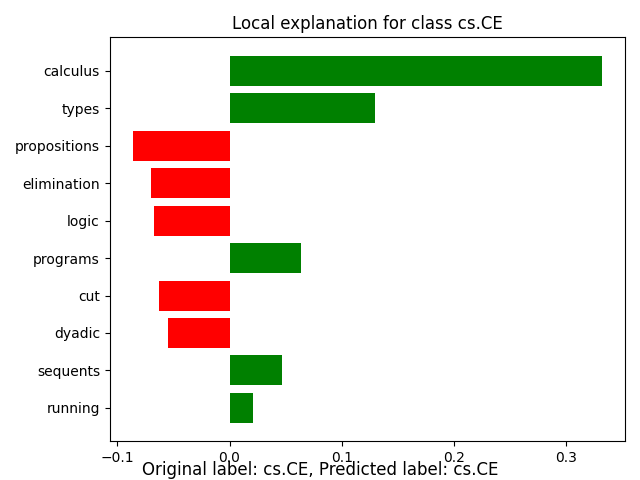 Local explanation for class cs.CE
calculus
types
propositions
elimination
logic
programs
cut
dyadic
sequents
running
−0.1 0.0 0.1 0.2 0.3
Original label: cs.CE, Predicted label: cs.CE